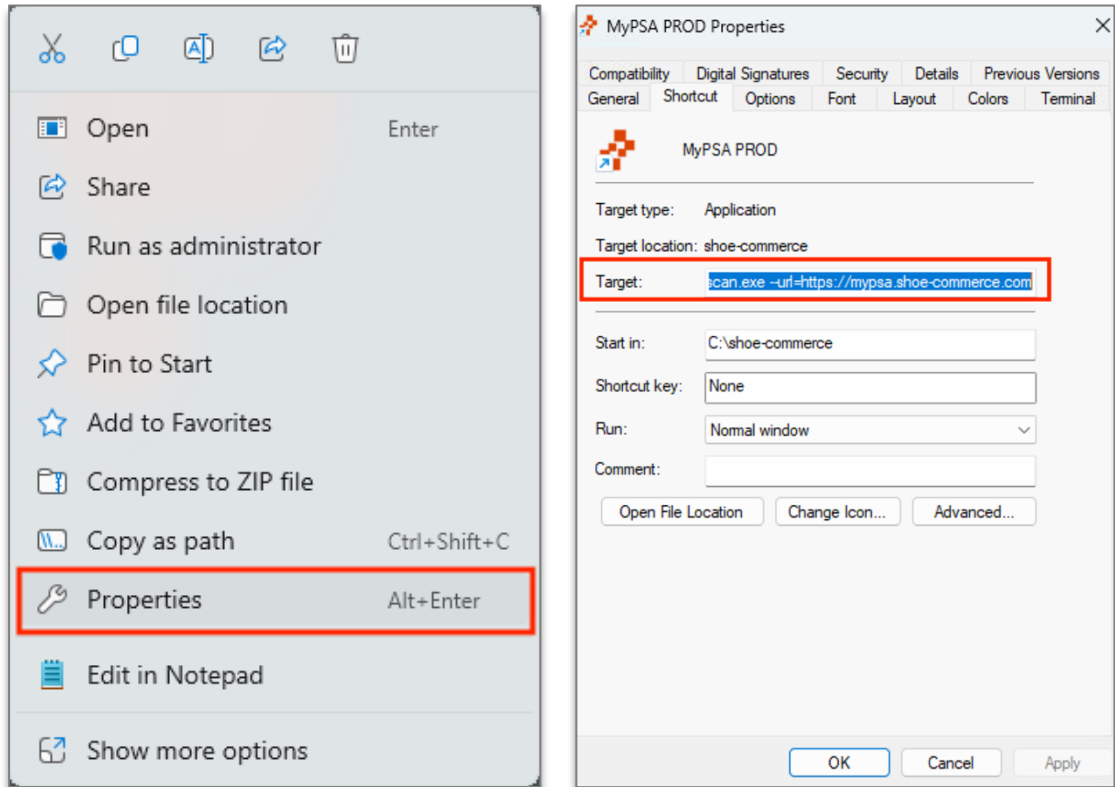 Open Enter
Share
Run as administrator
Open file location
Pin to Start
Add to Favorites
Compress to ZIP file
Copy as path Ctrl+Shift+C
Properties Alt+Enter
Edit in Notepad
Show more options
MyPSA PROD Properties
Compatibility Digital Signatures Security Details Previous Versions
General Shortcut Options Font Layout Colors Terminal
MyPSA PROD
Target type: Application
Target location: shoe-commerce
Target: scan.exe --url=https://mypsa.shoe-commerce.com
Start in: C:\shoe-commerce
Shortcut key: None
Run: Normal window
Comment:
Open File Location Change Icon... Advanced...
OK Cancel Apply